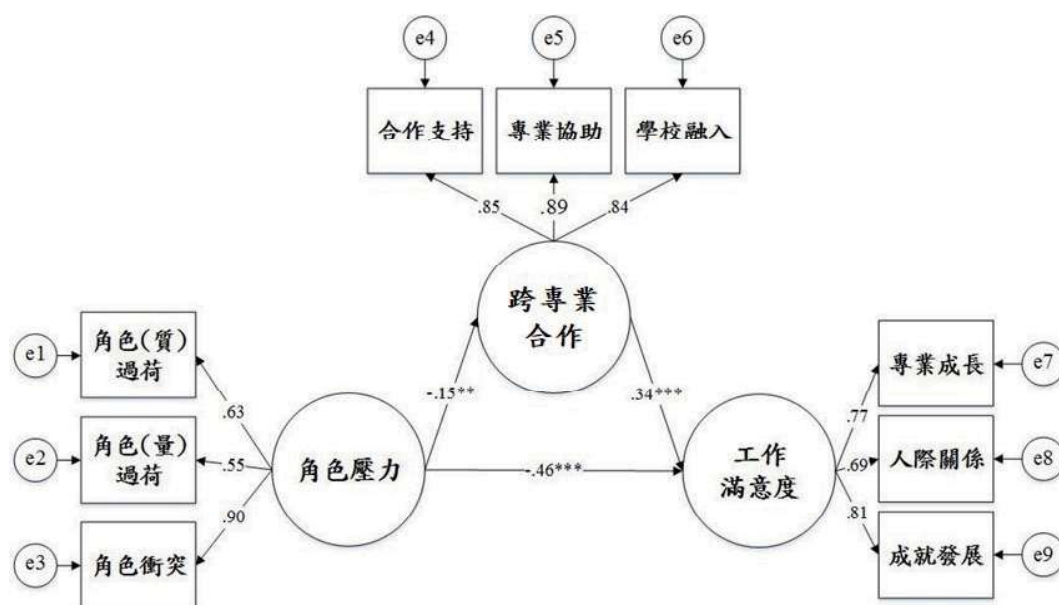 e4
e5
e6
合作支持
專業協助
學校融入
.85
.89
.84
跨專業
合作
e1
角色(質)
過荷
e2
角色(量)
過荷
e3
角色衝突
.63
.55
.90
角色壓力
-.15**
.34***
-.46***
工作
滿意度
.77
.69
.81
專業成長
e7
人際關係
e8
成就發展
e9